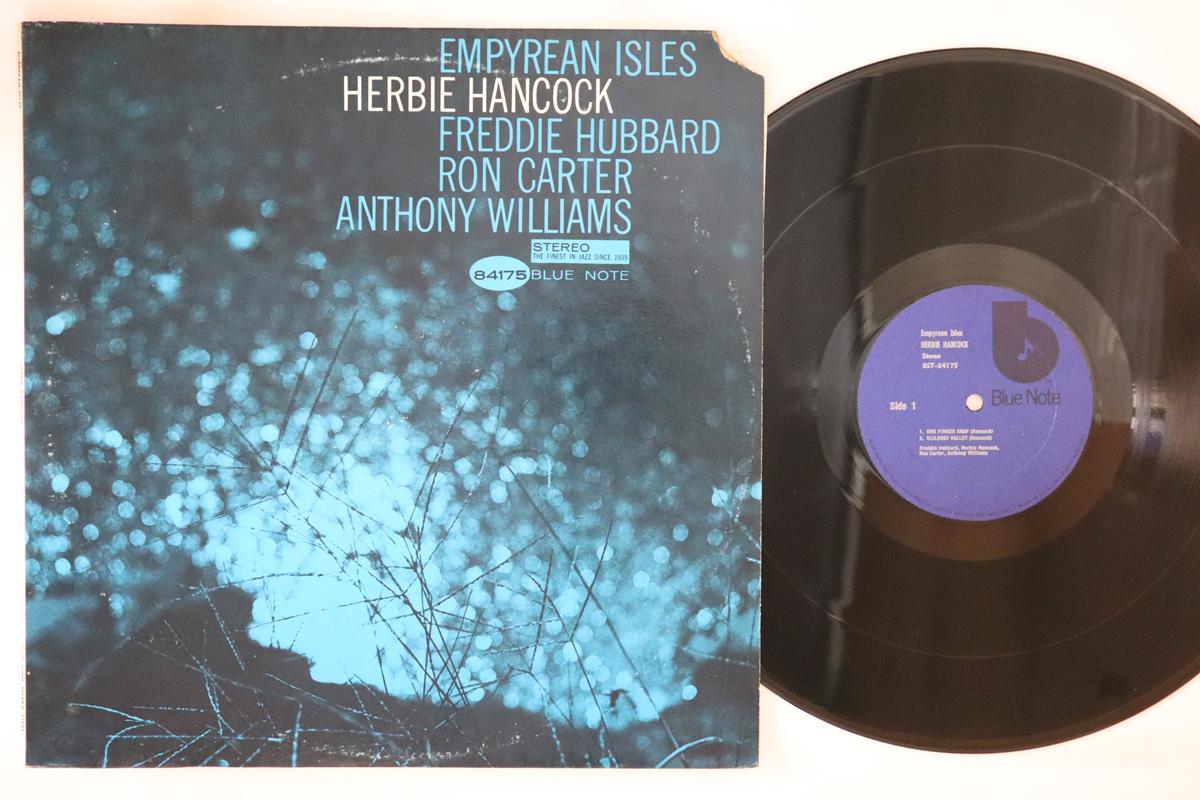 EMPYREAN ISLES
HERBIE HANCOCK
FREDDIE HUBBARD
RON CARTER
ANTHONY WILLIAMS
STEREO
THE FINEST IN JAZZ SINCE 1939
84175 BLUE NOTE
Empyrean Isles
HERBIE HANCOCK
Stereo
BST-84175
b
Blue Note
Side 1
1. ONE FINGER SNAP (Hancock)
2. OLILOQUI VALLEY (Hancock)
Freddie Hubbard, Herbie Hancock,
Ron Carter, Anthony Williams